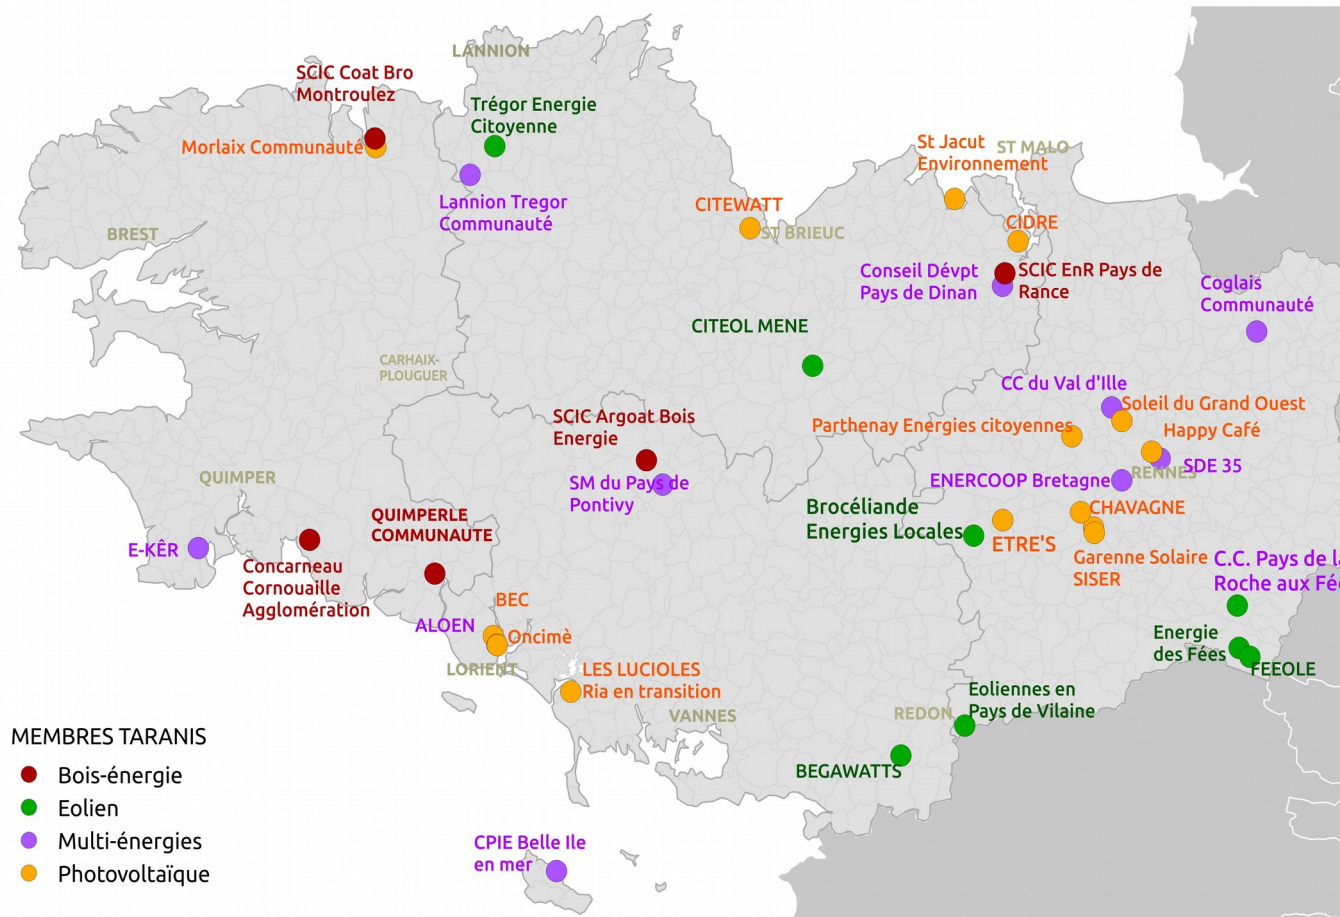 LANNION
SCIC Coat Bro
Montroulez
Trégor Energie
Citoyenne
Morlaix Communauté
St Jacut
Environnement
ST MALO
Lannion Tregor
Communauté
CITEWATT
ST BRIEUC
CIDRE
BREST
Conseil Dévpt
Pays de Dinan
SCIC EnR Pays de
Rance
Coglais
Communauté
CITEOL MENE
CARHAIX-
PLOUGUER
CC du Val d'Ille
Soleil du Grand Ouest
SCIC Argoat Bois
Energie
Parthenay Energies citoyennes
Happy Café
SDE 35
RENNES
QUIMPER
SM du Pays de
Pontivy
ENERCOOP Bretagne
QUIMPERLE
COMMUNAUTE
Brocéliande
Energies Locales
CHAVAGNE
ETRE'S
E-KÊR
Concarneau
Cornouaille
Agglomération
Garenne Solaire
SISER
C.C. Pays de la
Roche aux Fé
BEC
ALOEN
Oncimè
Energie
des Fées
FEEOLE
LORIENT
LES LUCIOLES
Ria en transition
VANNES
REDON
Eoliennes en
Pays de Vilaine
BEGAWATTS
MEMBRES TARANIS
Bois-énergie
Eolien
Multi-énergies
Photovoltaïque
CPIE Belle Ile
en mer